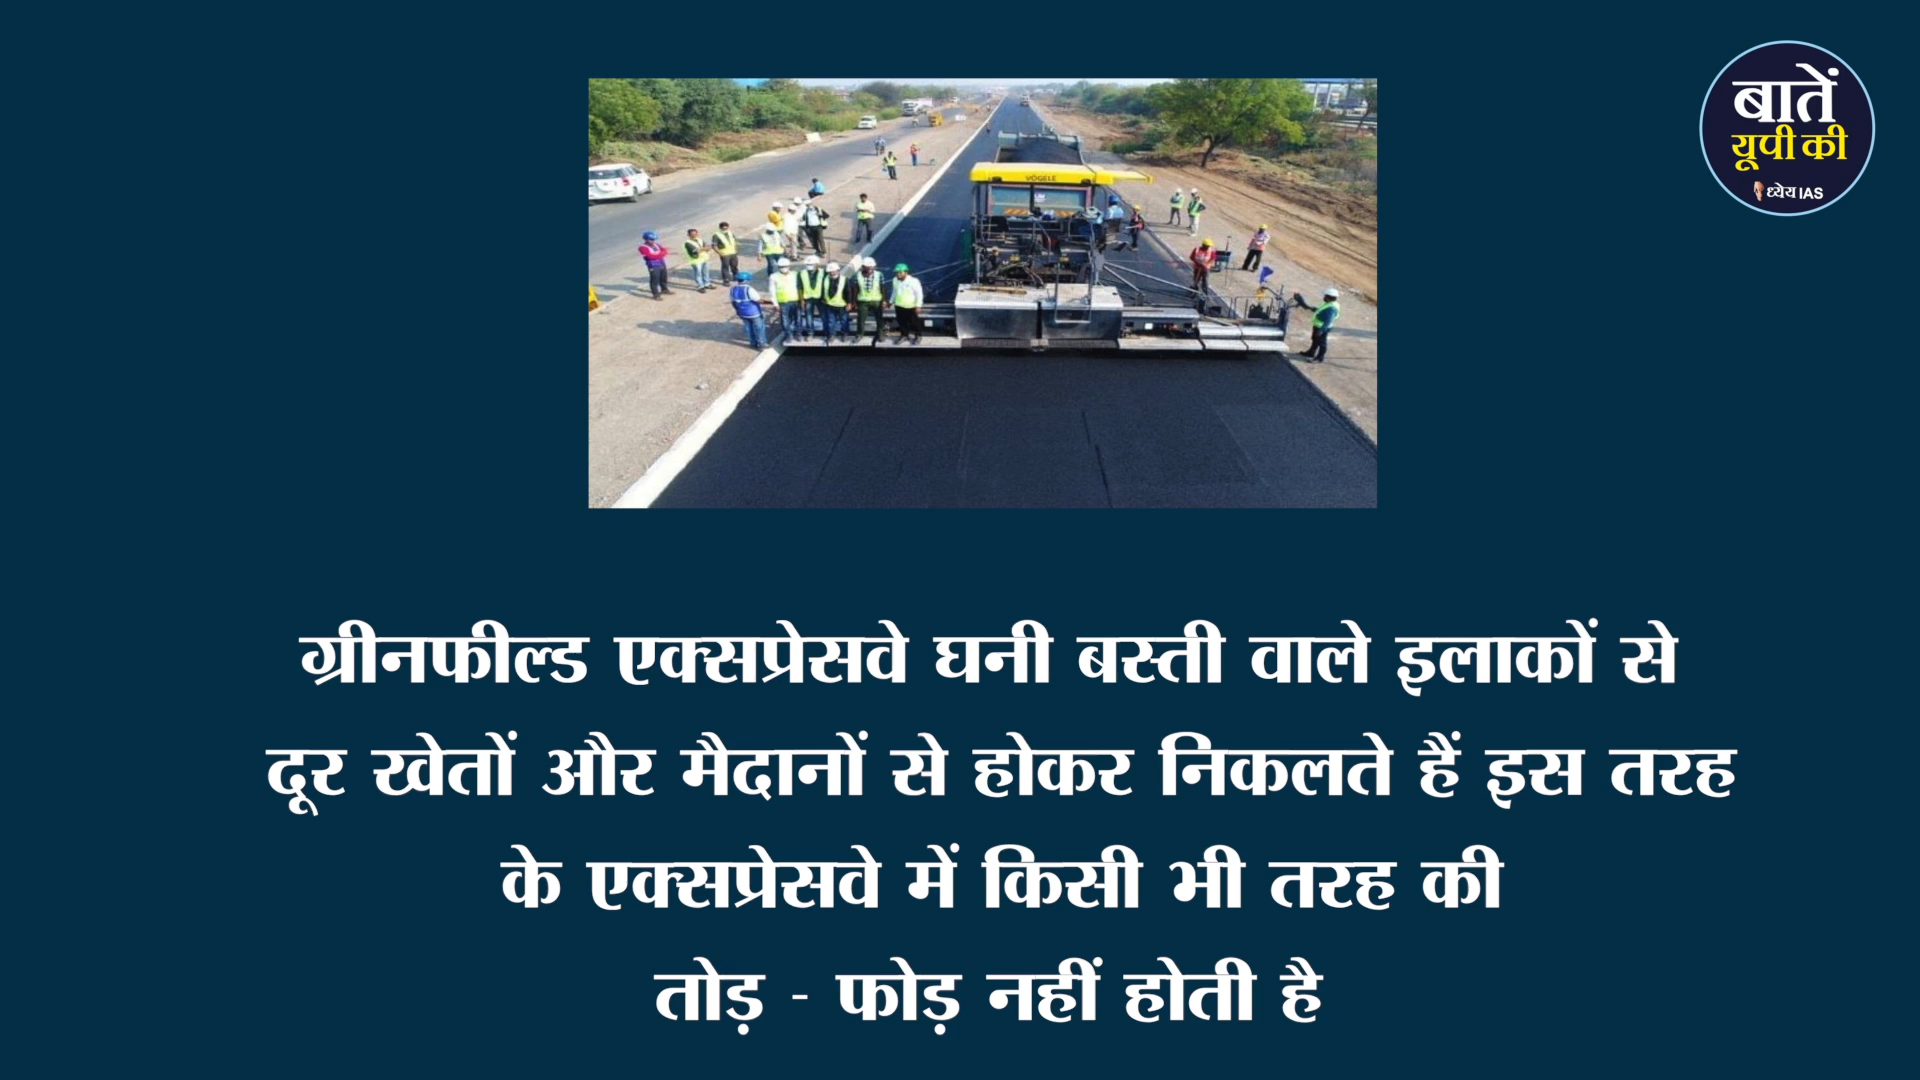 बातें
यूपी की
ध्येय IAS
VÖGELE
ग्रीनफील्ड एक्सप्रेसवे घनी बस्ती वाले इलाकों से
दूर खेतों और मैदानों से होकर निकलते हैं इस तरह
के एक्सप्रेसवे में किसी भी तरह की
तोड़ - फोड़ नहीं होती है